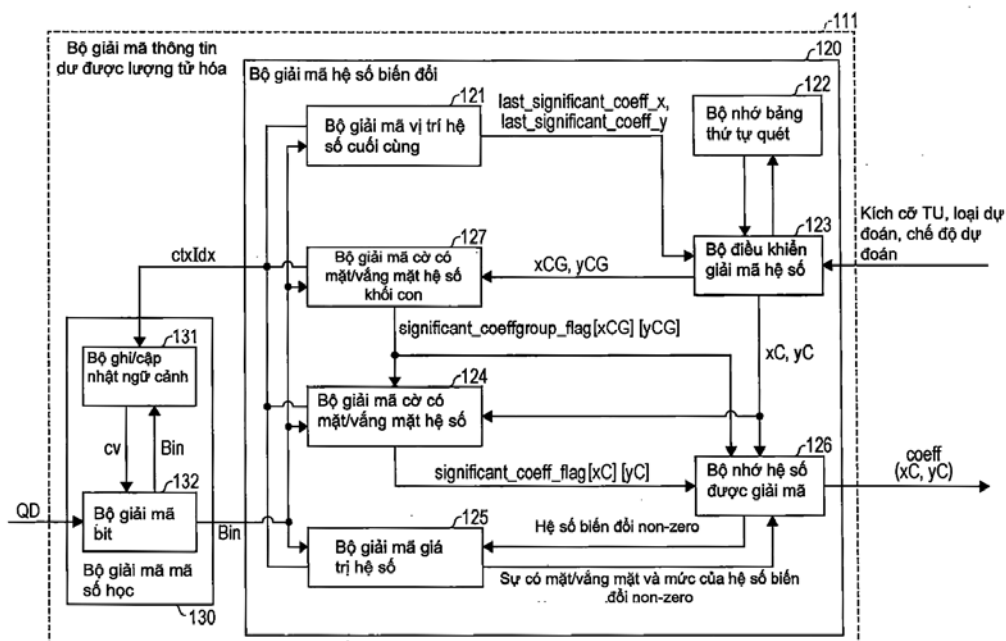 111
Bộ giải mã thông tin
dư được lượng tử hóa
120
Bộ giải mã hệ số biến đổi
121
Bộ giải mã vị trí hệ
số cuối cùng
last_significant_coeff_x,
last_significant_coeff_y
122
Bộ nhớ bảng
thứ tự quét
Kích cỡ TU, loại dự
đoán, chế độ dự
đoán
123
Bộ điều khiển
giải mã hệ số
127
Bộ giải mã cờ có
mặt/vắng mặt hệ số
khối con
xCG, yCG
ctxIdx
significant_coeffgroup_flag[xCG] [yCG]
xC, yC
131
Bộ ghi/cập
nhật ngữ cảnh
124
Bộ giải mã cờ có
mặt/vắng mặt hệ số
cv
Bin
126
Bộ nhớ hệ số
được giải mã
coeff
(xC, yC)
significant_coeff_flag[xC] [yC]
132
Bộ giải mã
bit
QD
Bin
125
Bộ giải mã giá
trị hệ số
Hệ số biến đổi non-zero
Sự có mặt/vắng mặt và mức của hệ số biến
đổi non-zero
Bộ giải mã mã
số học
130